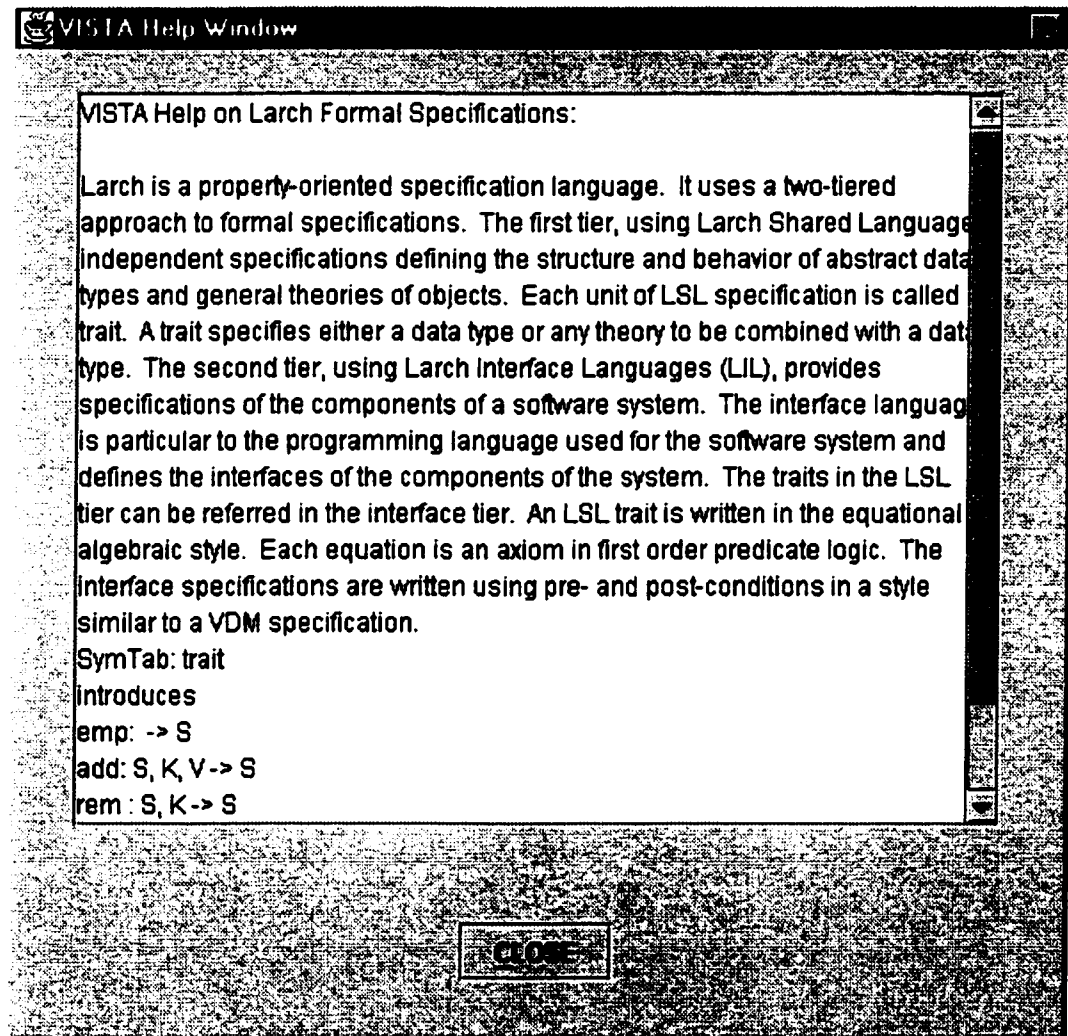 VISTA Help Window
VISTA Help on Larch Formal Specifications:
Larch is a property-oriented specification language. It uses a two-tiered
approach to formal specifications. The first tier, using Larch Shared Language
independent specifications defining the structure and behavior of abstract data
types and general theories of objects. Each unit of LSL specification is called
trait. A trait specifies either a data type or any theory to be combined with a dat
type. The second tier, using Larch Interface Languages (LIL), provides
specifications of the components of a software system. The interface languag
is particular to the programming language used for the software system and
defines the interfaces of the components of the system. The traits in the LSL
tier can be referred in the interface tier. An LSL trait is written in the equational
algebraic style. Each equation is an axiom in first order predicate logic. The
interface specifications are written using pre- and post-conditions in a style
similar to a VDM specification.
SymTab: trait
introduces
emp: -> S
add: S, K, V -> S
rem : S, K -> S
CLOSE